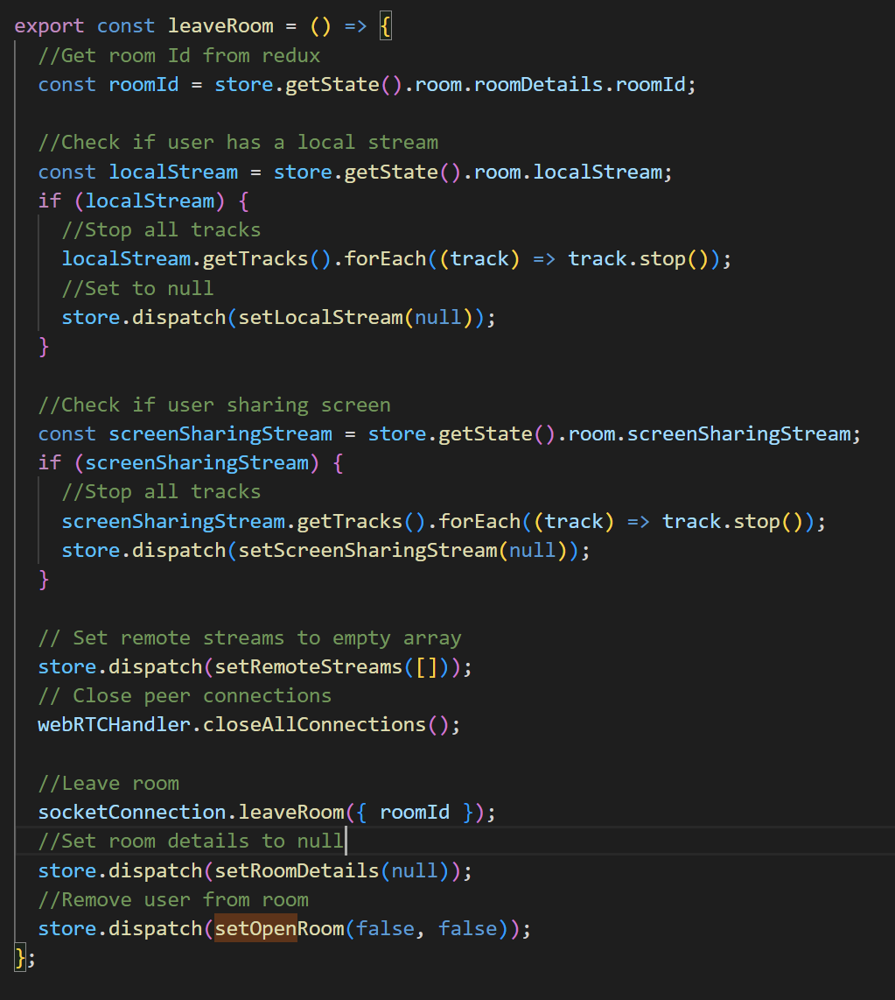 export const leaveRoom = () => {
  //Get room Id from redux
  const roomId = store.getState().room.roomDetails.roomId;

  //Check if user has a local stream
  const localStream = store.getState().room.localStream;
  if (localStream) {
    //Stop all tracks
    localStream.getTracks().forEach((track) => track.stop());
    //Set to null
    store.dispatch(setLocalStream(null));
  }

  //Check if user sharing screen
  const screenSharingStream = store.getState().room.screenSharingStream;
  if (screenSharingStream) {
    //Stop all tracks
    screenSharingStream.getTracks().forEach((track) => track.stop());
    store.dispatch(setScreenSharingStream(null));
  }

  // Set remote streams to empty array
  store.dispatch(setRemoteStreams([]));
  // Close peer connections
  webRTCHandler.closeAllConnections();

  //Leave room
  socketConnection.leaveRoom({ roomId });
  //Set room details to null
  store.dispatch(setRoomDetails(null));
  //Remove user from room
  store.dispatch(setOpenRoom(false, false));
};